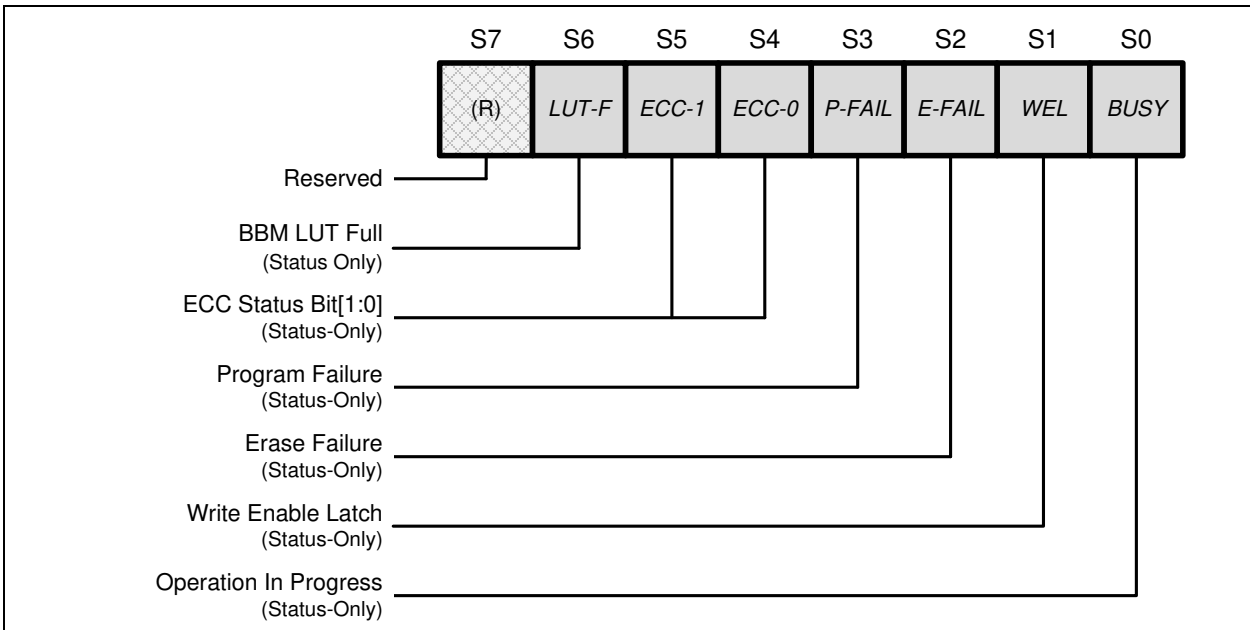 S7 S6 S5 S4 S3 S2 S1 S0
(R) LUT-F ECC-1 ECC-0 P-FAIL E-FAIL WEL BUSY
Reserved
BBM LUT Full
(Status Only)
ECC Status Bit[1:0]
(Status-Only)
Program Failure
(Status-Only)
Erase Failure
(Status-Only)
Write Enable Latch
(Status-Only)
Operation In Progress
(Status-Only)